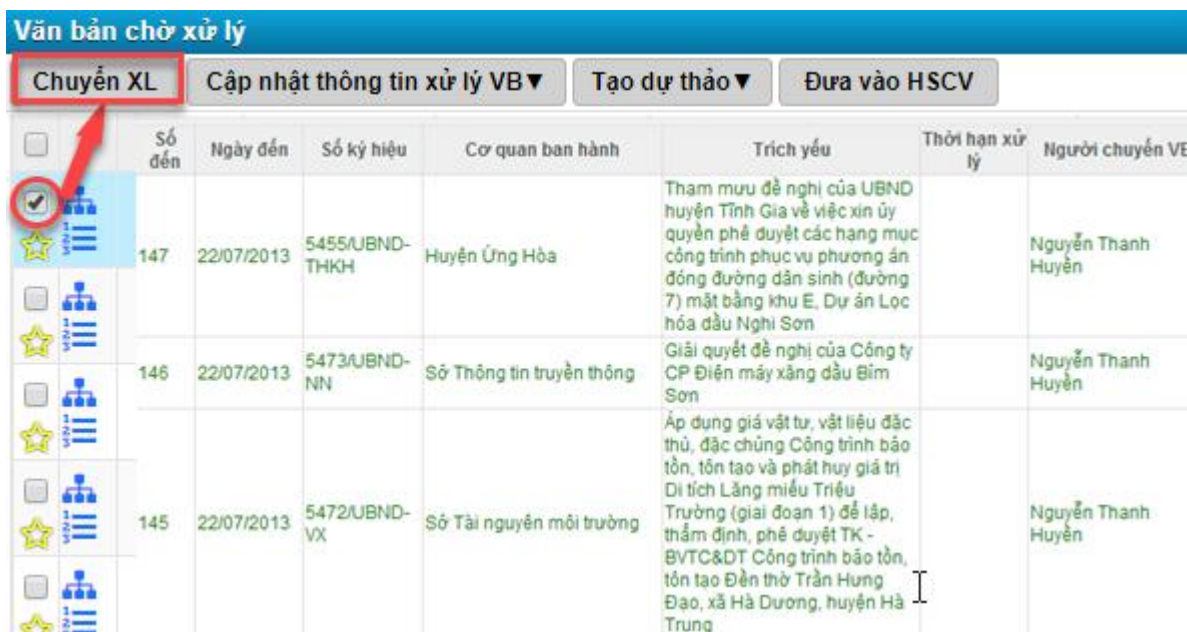 Văn bản chờ xử lý
Chuyển XL Cập nhật thông tin xử lý VB▼ Tạo dự thảo▼ Đưa vào HSCV
Số đến Ngày đến Số ký hiệu Cơ quan ban hành Trích yếu Thời hạn xử lý Người chuyển VB
147 22/07/2013 5455/UBND-THKH Huyện Ứng Hòa
Tham mưu đề nghị của UBND
huyện Tĩnh Gia về việc xin ủy
quyền phê duyệt các hạng mục
công trình phục vụ phương án
đóng đường dân sinh (đường
7) mặt bằng khu E, Dự án Lọc
hóa dầu Nghi Sơn
Nguyễn Thanh
Huyền
146 22/07/2013 5473/UBND-NN Sở Thông tin truyền thông
Giải quyết đề nghị của Công ty
CP Điện máy xăng dầu Bỉm
Sơn
Nguyễn Thanh
Huyền
145 22/07/2013 5472/UBND-VX Sở Tài nguyên môi trường
Áp dụng giá vật tư, vật liệu đặc
thù, đặc chủng Công trình bảo
tồn, tôn tạo và phát huy giá trị
Di tích Lăng miếu Triệu
Trường (giai đoạn 1) để lập,
thẩm định, phê duyệt TK -
BVTC&DT Công trình bảo tồn,
tôn tạo Đền thờ Trần Hưng
Đạo, xã Hà Dương, huyện Hà
Trung
Nguyễn Thanh
Huyền